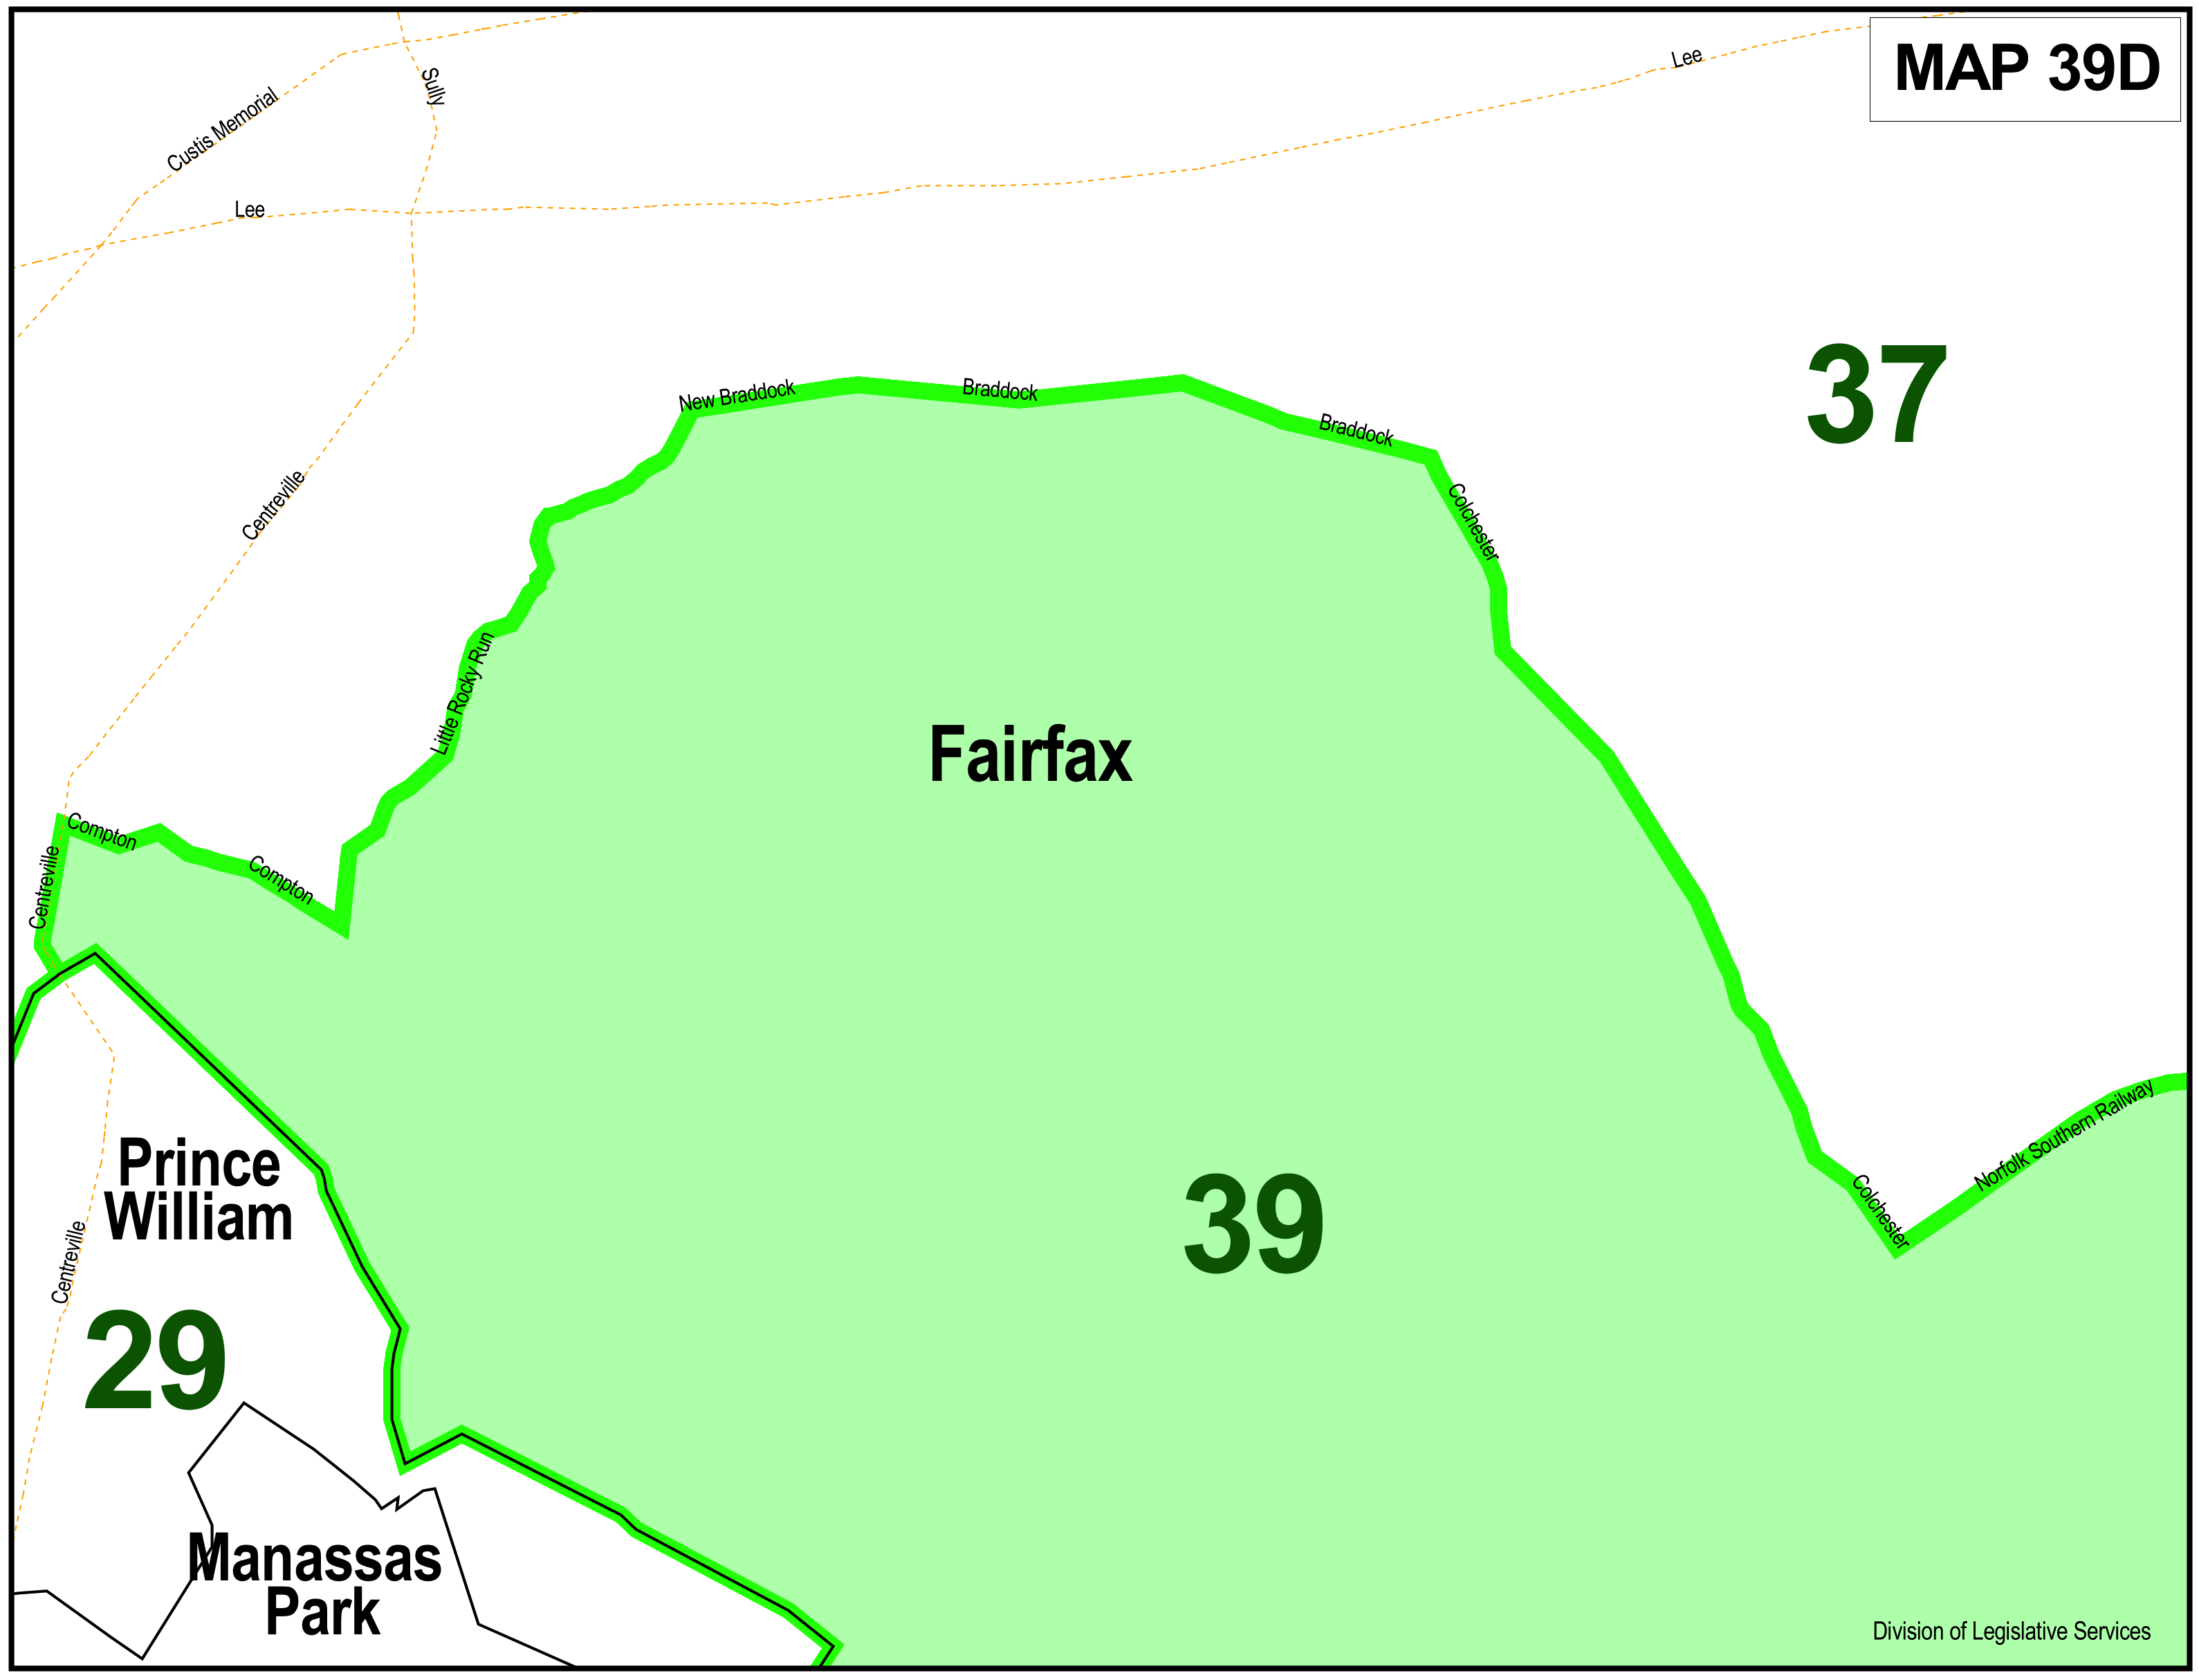 MAP 39D
Lee
Sully
Custis Memorial
Lee
37
New Braddock
Braddock
Braddock
Colchester
Centreville
Little Rocky Run
Fairfax
Compton
Compton
Centreville
Norfolk Southern Railway
Colchester
Prince
William
39
Centreville
29
Manassas
Park
Division of Legislative Services